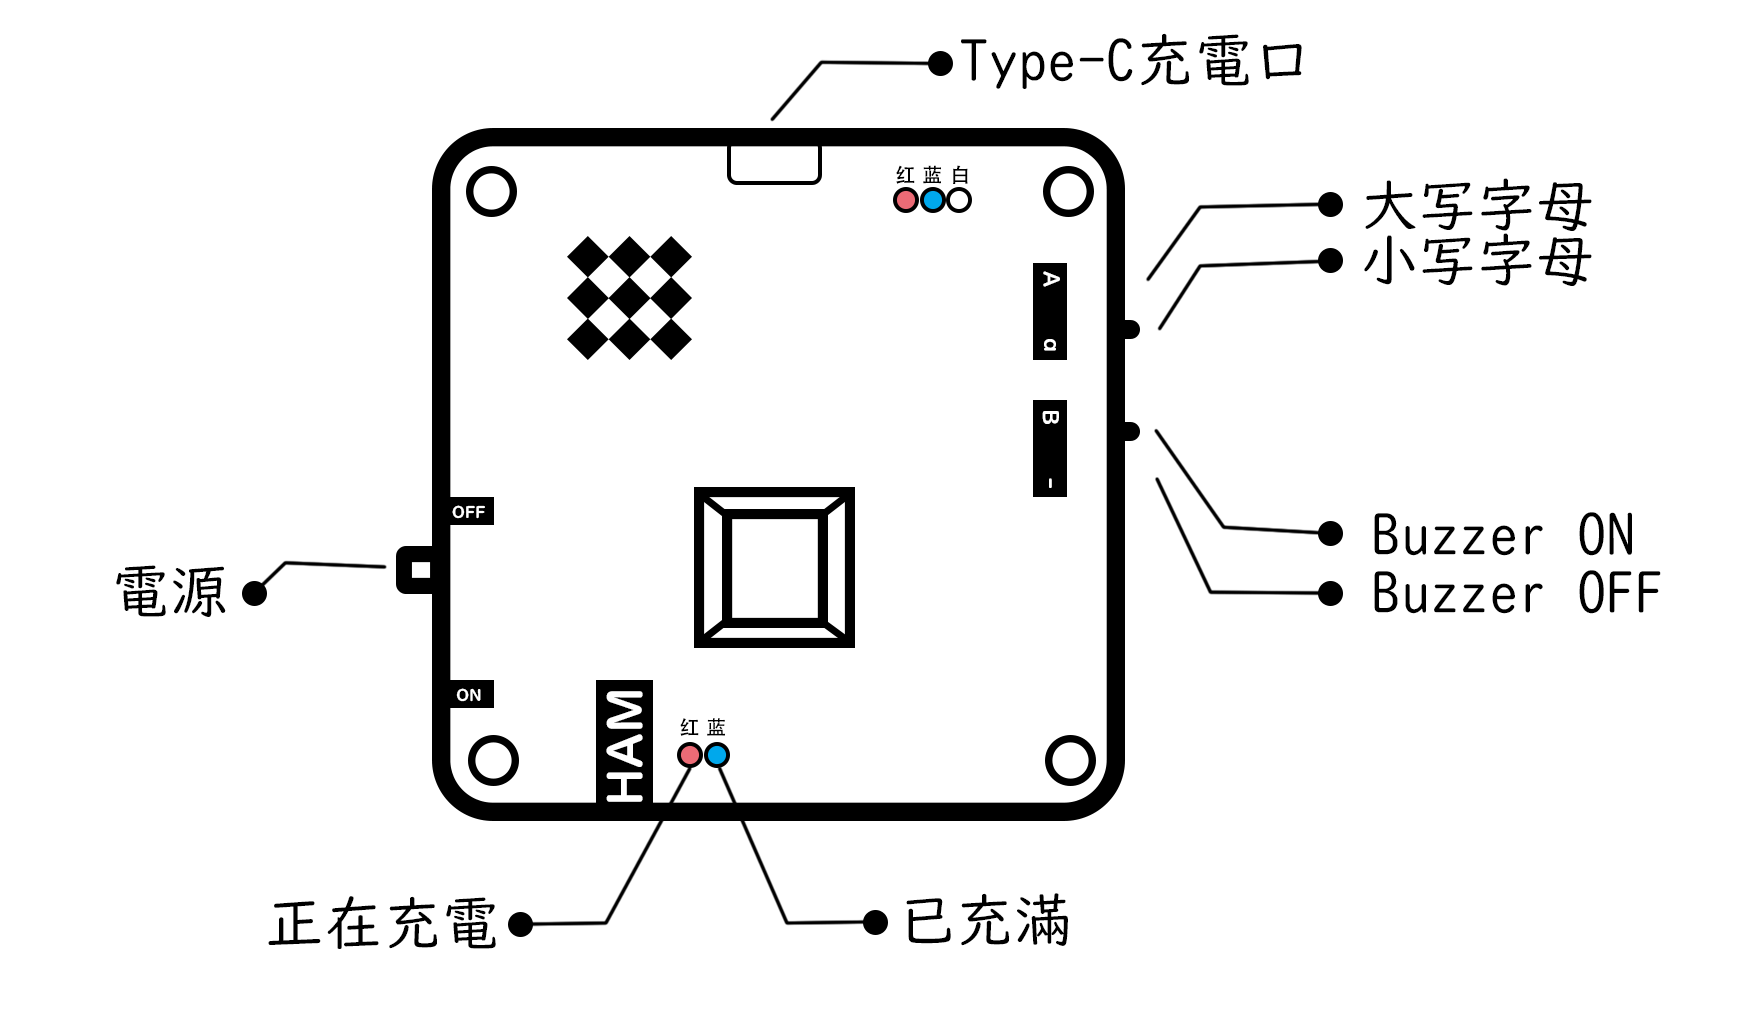 Type-C充電口
红 蓝 白
大写字母
小写字母
A a
B -
OFF
Buzzer ON
電源
Buzzer OFF
ON
HAM
红 蓝
正在充電
已充滿